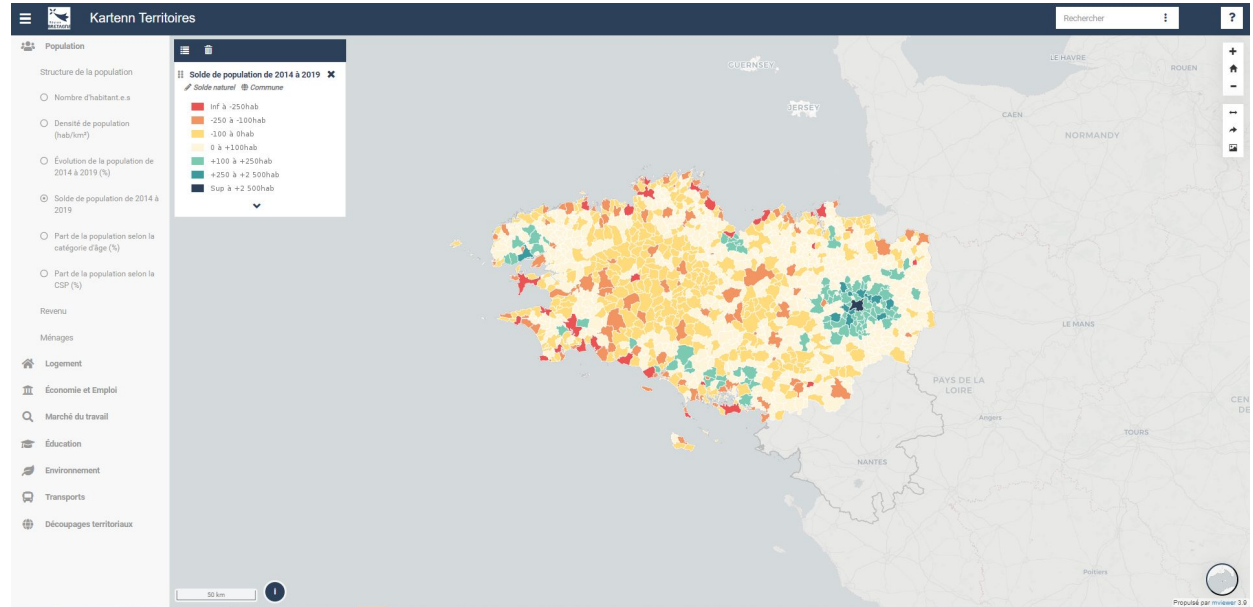 BRETAGNE
Kartenn Territoires
Rechercher
?
Population
Structure de la population
Nombre d'habitant.e.s
Densité de population
(hab/km²)
Évolution de la population de
2014 à 2019 (%)
Solde de population de 2014 à
2019
Part de la population selon la
catégorie d'âge (%)
Part de la population selon la
CSP (%)
Revenu
Ménages
Logement
Économie et Emploi
Marché du travail
Éducation
Environnement
Transports
Découpages territoriaux
Solde de population de 2014 à 2019
Solde naturel Commune
Inf à -250hab
-250 à -100hab
-100 à 0hab
0 à +100hab
+100 à +250hab
+250 à +2 500hab
Sup à +2 500hab
GUERNSEY
JERSEY
LE HAVRE
ROUEN
CAEN
NORMANDY
LE MANS
PAYS DE LA
LOIRE
Angers
CEN
DE
TOURS
NANTES
Poitiers
50 km
i
Propulsé par mviewer 3.9